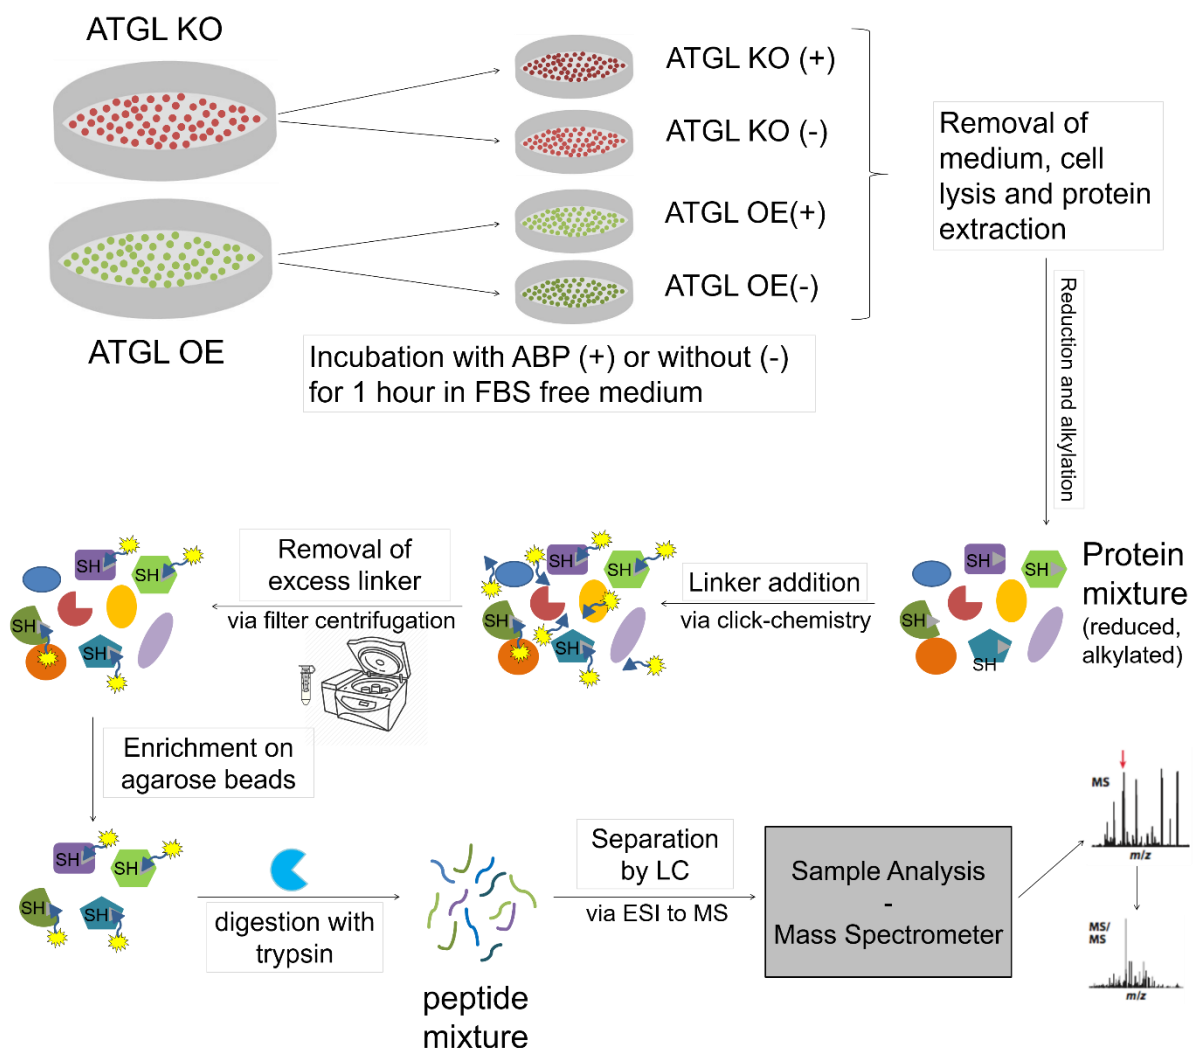 ATGL KO
ATGL KO (+)
ATGL KO (-)
ATGL OE(+)
ATGL OE(-)
ATGL OE
Incubation with ABP (+) or without (-)
for 1 hour in FBS free medium
Removal of
medium, cell
lysis and protein
extraction
Reduction and alkylation
Protein
mixture
(reduced,
alkylated)
SH
SH
SH
SH
Linker addition
via click-chemistry
SH
SH
SH
SH
Removal of
excess linker
via filter centrifugation
SH
SH
SH
SH
Enrichment on
agarose beads
SH
SH
SH
SH
digestion with
trypsin
peptide
mixture
Separation
by LC
via ESI to MS
Sample Analysis
-
Mass Spectrometer
MS
m/z
MS/
MS
m/z